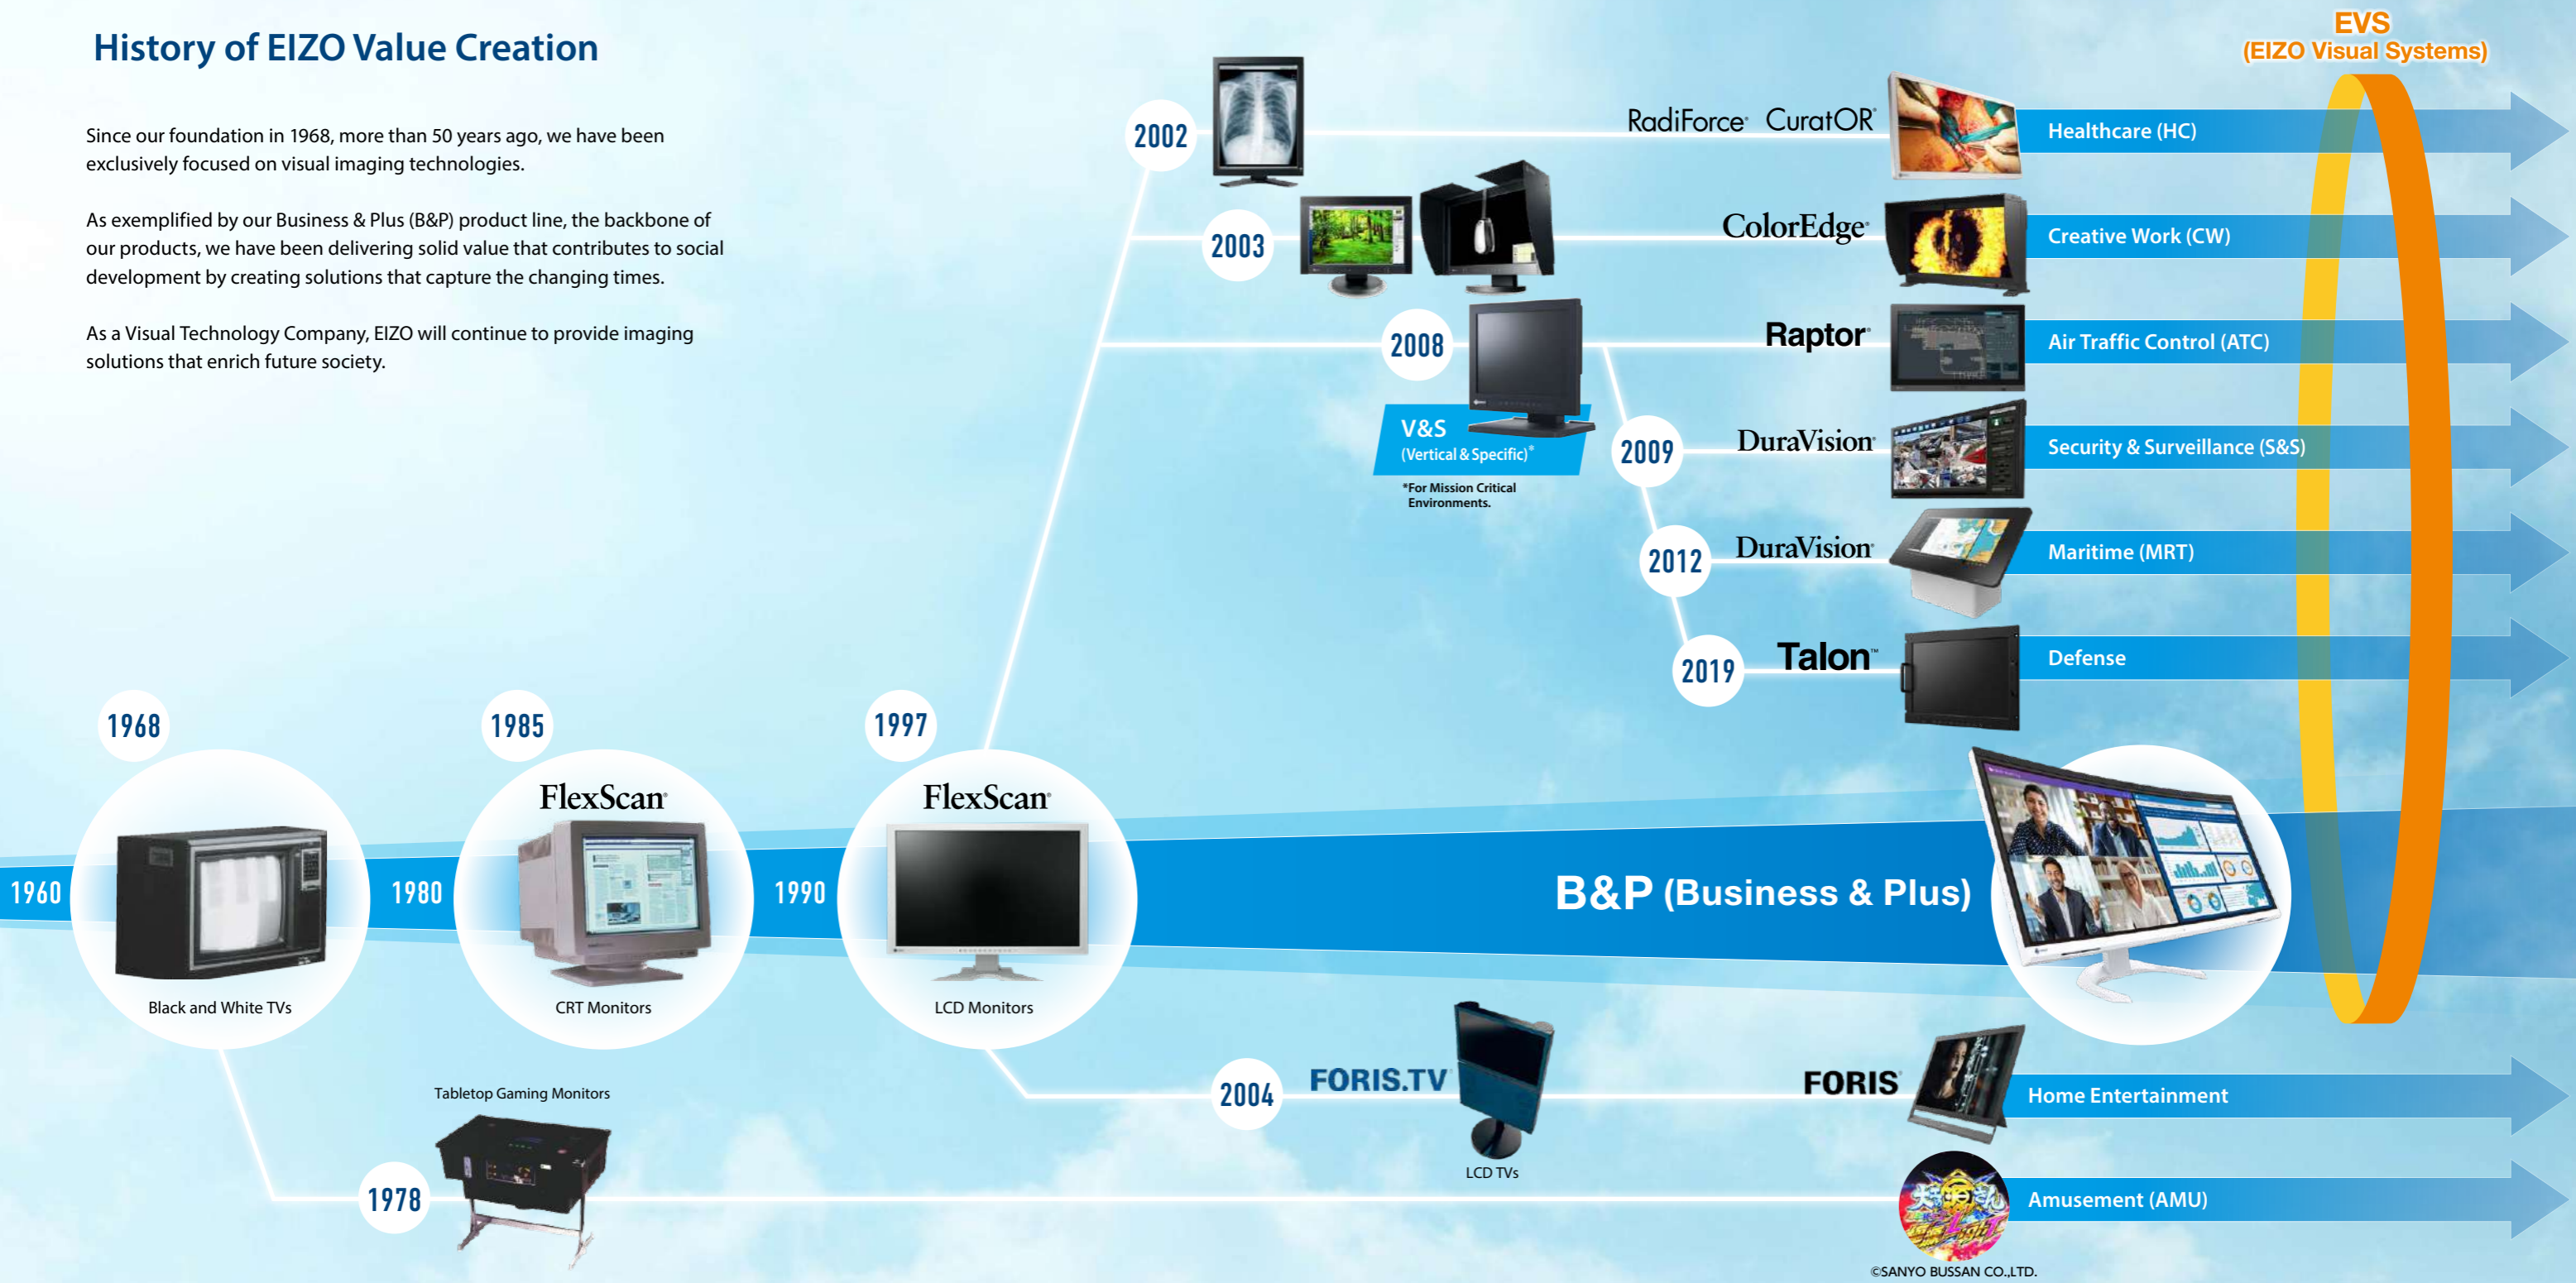 History of EIZO Value Creation
Since our foundation in 1968, more than 50 years ago, we have been
exclusively focused on visual imaging technologies.
As exemplified by our Business & Plus (B&P) product line, the backbone of
our products, we have been delivering solid value that contributes to social
development by creating solutions that capture the changing times.
As a Visual Technology Company, EIZO will continue to provide imaging
solutions that enrich future society.
EVS
(EIZO Visual Systems)
2002
RadiForce® CuratOR®
Healthcare (HC)
2003
ColorEdge®
Creative Work (CW)
2008
Raptor®
Air Traffic Control (ATC)
V&S
(Vertical & Specific)*
*For Mission Critical
Environments.
2009
DuraVision®
Security & Surveillance (S&S)
2012
DuraVision®
Maritime (MRT)
2019
Talon™
Defense
1968
1985
1997
FlexScan®
FlexScan®
1960
1980
1990
B&P (Business & Plus)
Black and White TVs
CRT Monitors
LCD Monitors
2004
FORIS.TV
LCD TVs
FORIS®
Home Entertainment
Tabletop Gaming Monitors
1978
Amusement (AMU)
©SANYO BUSSAN CO.,LTD.